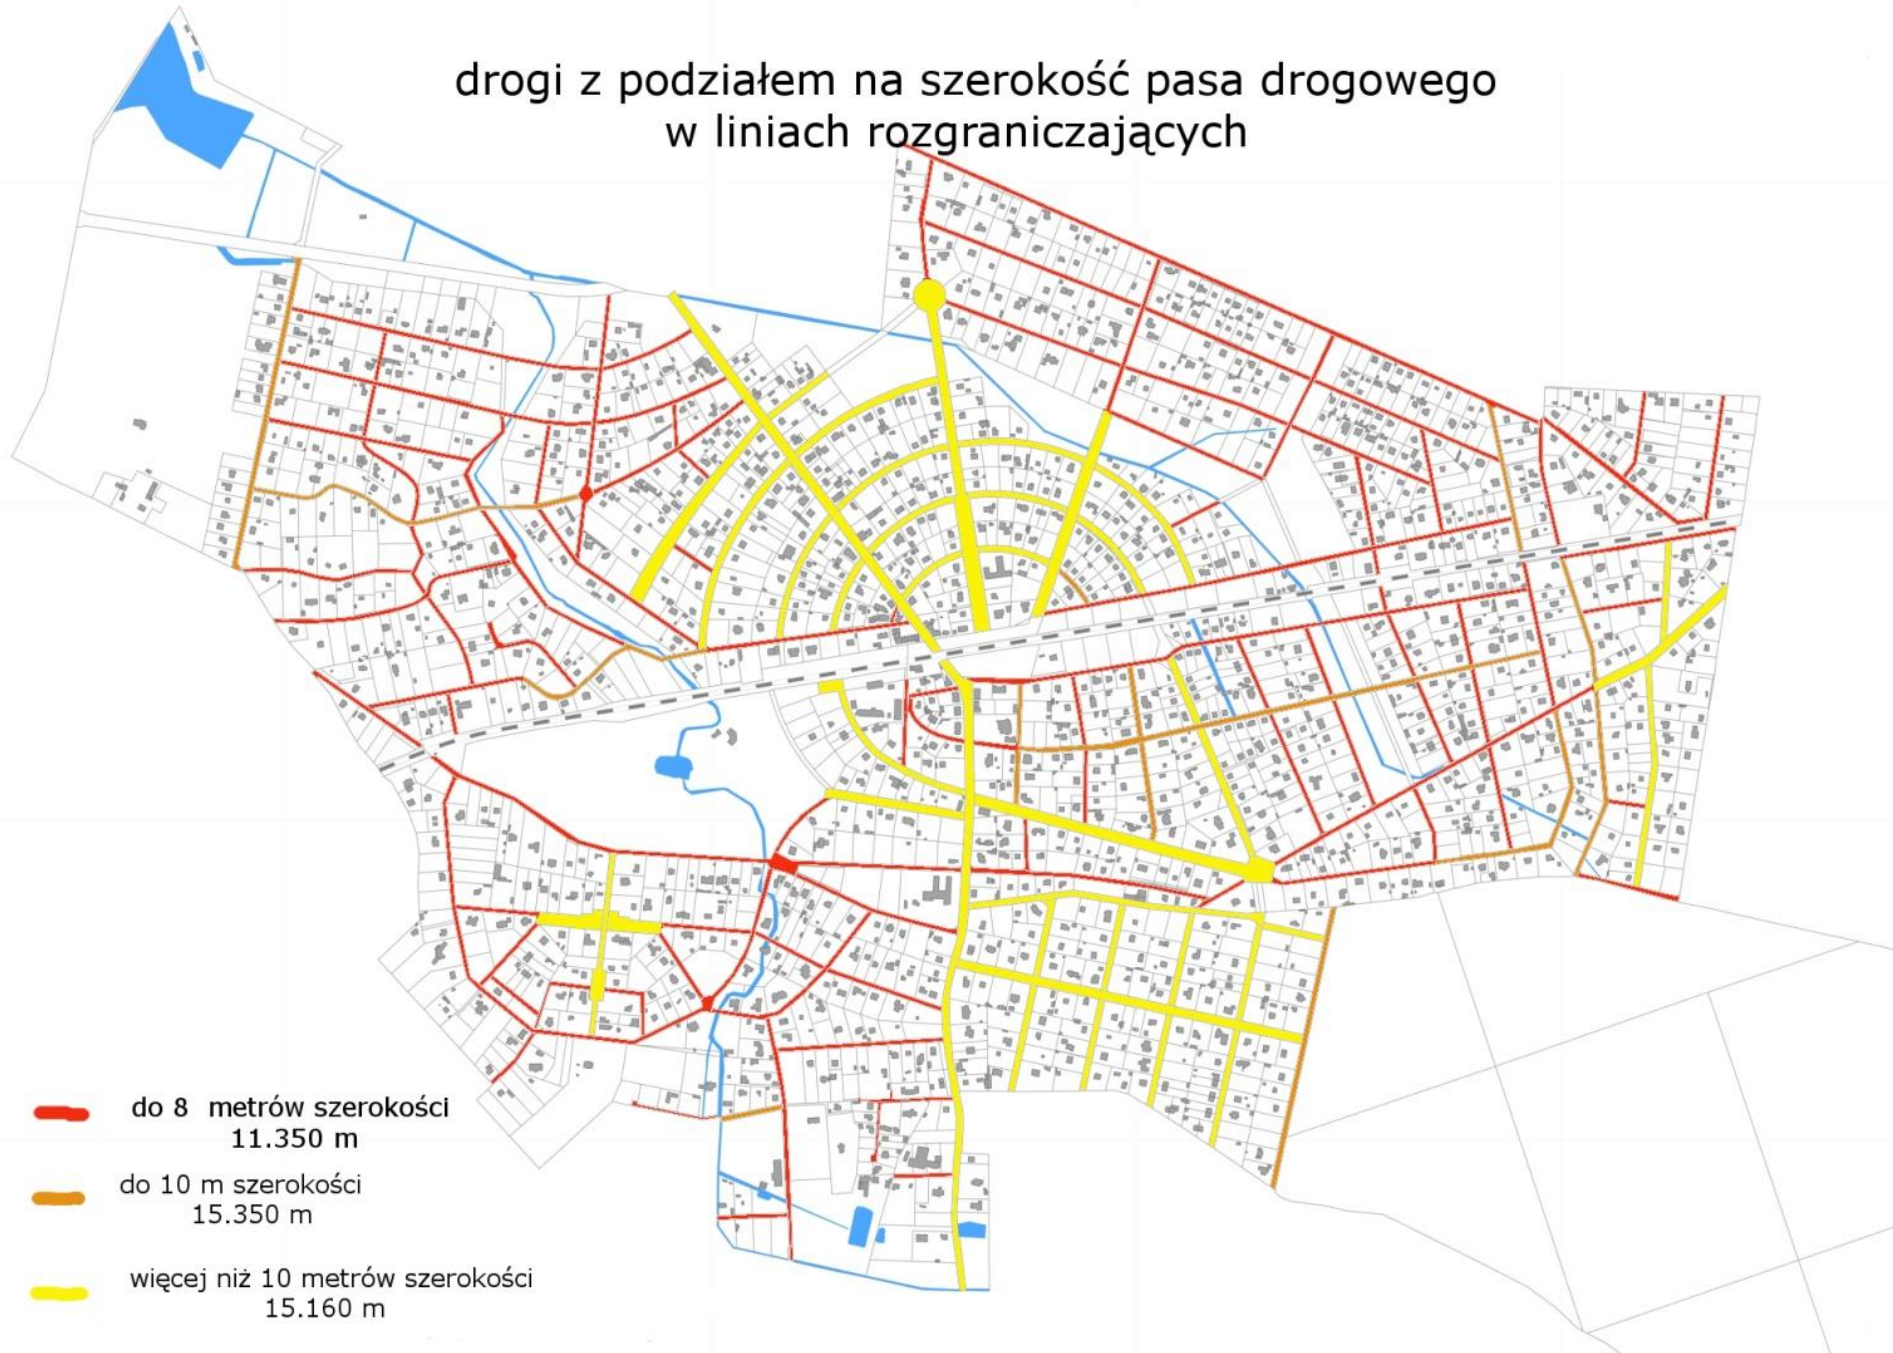 drogi z podziałem na szerokość pasa drogowego
w liniach rozgraniczających
do 8 metrów szerokości
11.350 m
do 10 m szerokości
15.350 m
więcej niż 10 metrów szerokości
15.160 m